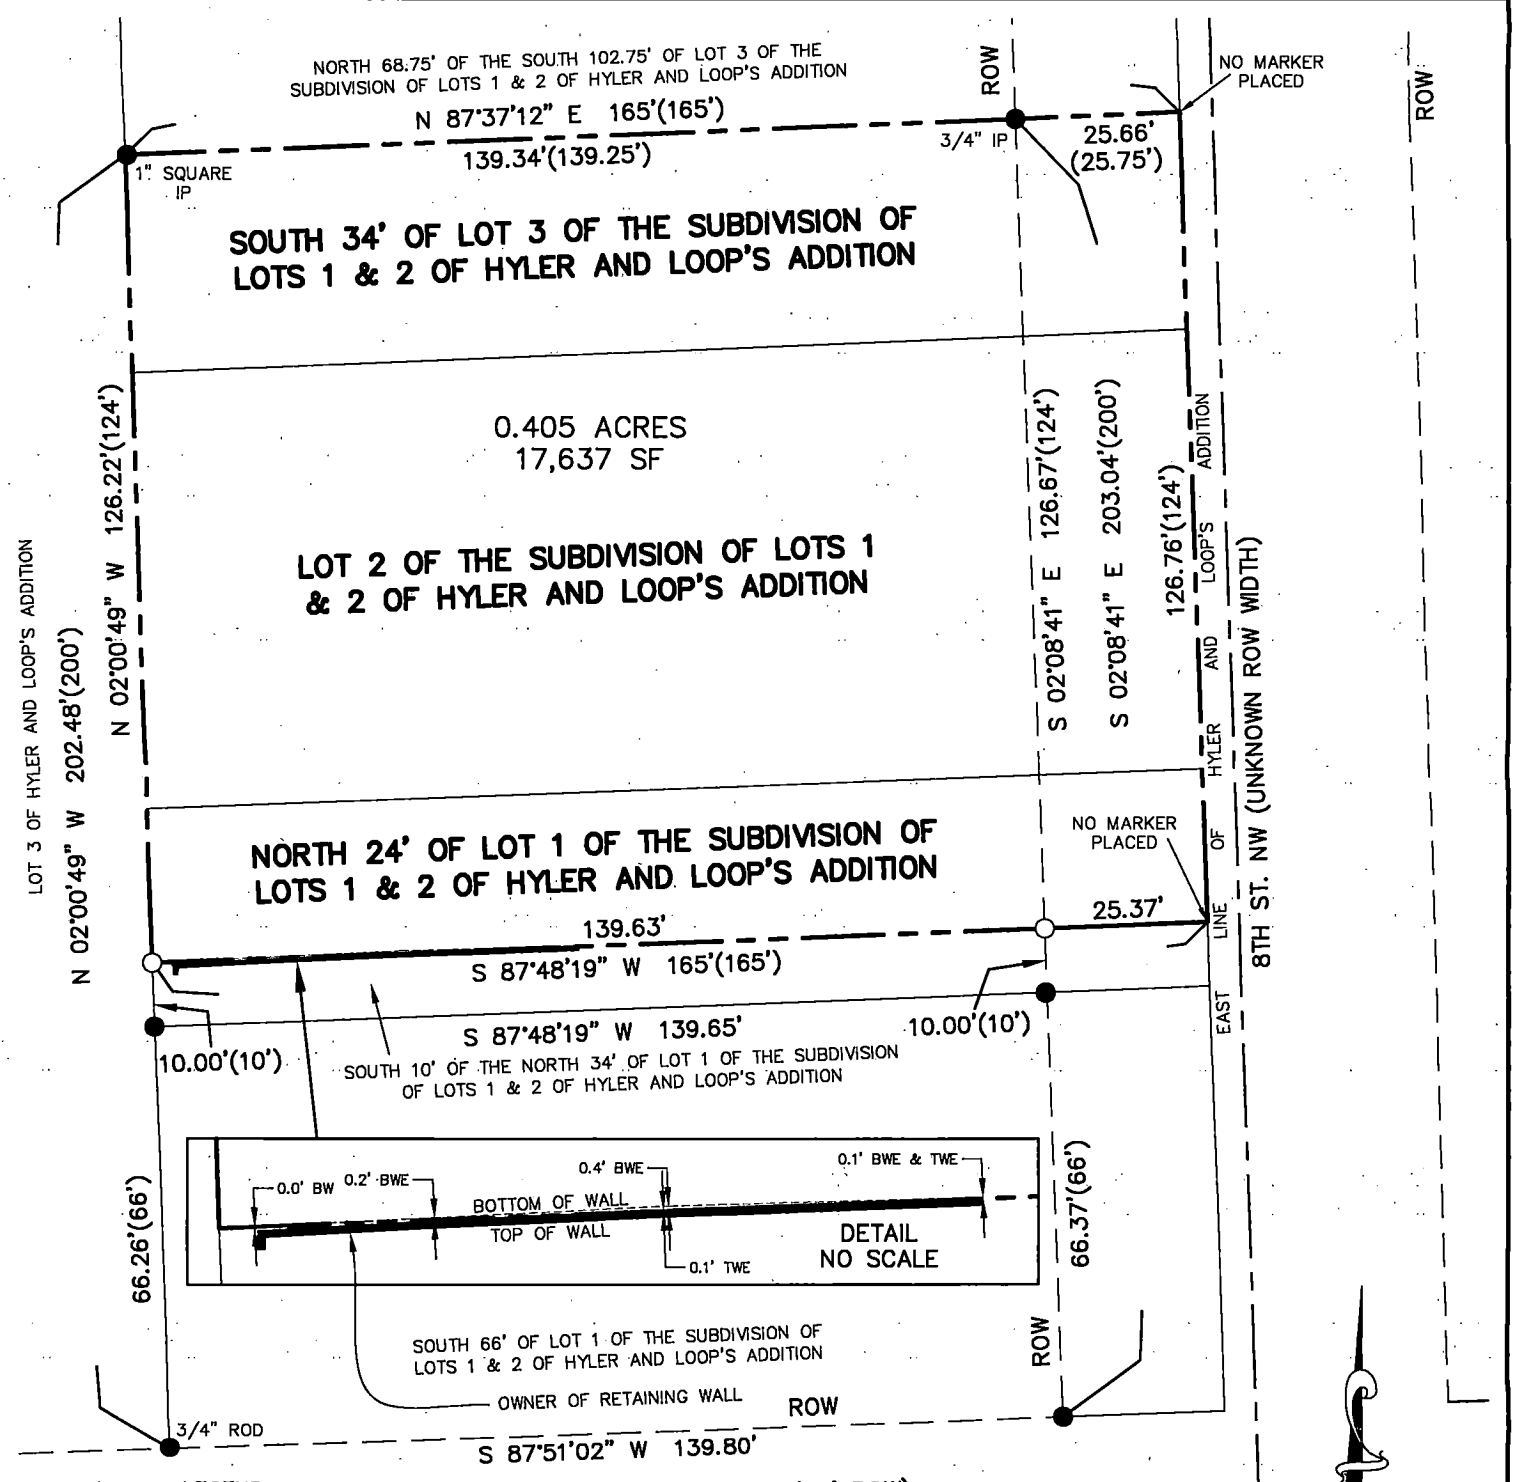 NORTH 68.75' OF THE SOUTH 102.75' OF LOT 3 OF THE
SUBDIVISION OF LOTS 1 & 2 OF HYLER AND LOOP'S ADDITION
N 87°37'12" E 165'(165')
139.34'(139.25')
1" SQUARE
IP
3/4" IP
ROW
25.66'
(25.75')
NO MARKER
PLACED
ROW
SOUTH 34' OF LOT 3 OF THE SUBDIVISION OF
LOTS 1 & 2 OF HYLER AND LOOP'S ADDITION
0.405 ACRES
17,637 SF
LOT 2 OF THE SUBDIVISION OF LOTS 1
& 2 OF HYLER AND LOOP'S ADDITION
LOT 3 OF HYLER AND LOOP'S ADDITION
N 02°00'49" W 202.48'(200')
N 02°00'49" W 126.22'(124')
S 02°08'41" E 126.67'(124')
S 02°08'41" E 203.04'(200')
126.76'(124')
EAST LINE OF HYLER AND LOOP'S ADDITION
8TH ST. NW (UNKNOWN ROW WIDTH)
NORTH 24' OF LOT 1 OF THE SUBDIVISION OF
LOTS 1 & 2 OF HYLER AND LOOP'S ADDITION
NO MARKER
PLACED
139.63'
25.37'
S 87°48'19" W 165'(165')
S 87°48'19" W 139.65'
10.00'(10')
10.00'(10')
SOUTH 10' OF THE NORTH 34' OF LOT 1 OF THE SUBDIVISION
OF LOTS 1 & 2 OF HYLER AND LOOP'S ADDITION
0.0' BW
0.2' BWE
0.4' BWE
0.1' BWE & TWE
BOTTOM OF WALL
TOP OF WALL
0.1' TWE
DETAIL
NO SCALE
66.26'(66')
66.37'(66')
SOUTH 66' OF LOT 1 OF THE SUBDIVISION OF
LOTS 1 & 2 OF HYLER AND LOOP'S ADDITION
OWNER OF RETAINING WALL
ROW
ROW
3/4" ROD
S 87°51'02" W 139.80'